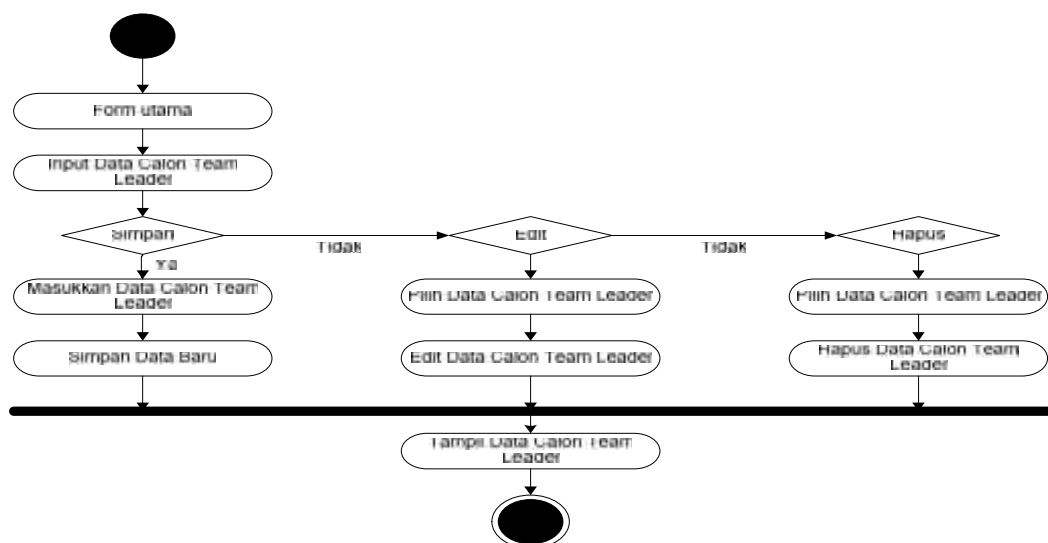 Form utama
Input Data Calon Team
Leader
Simpan
Tidak
Edit
Tidak
Hapus
Ya
Masukkan Data Calon Team
Leader
Pilih Data Calon Team Leader
Pilih Data Calon Team Leader
Simpan Data Baru
Edit Data Calon Team Leader
Hapus Data Calon Team
Leader
Tampil Data Calon Team
Leader